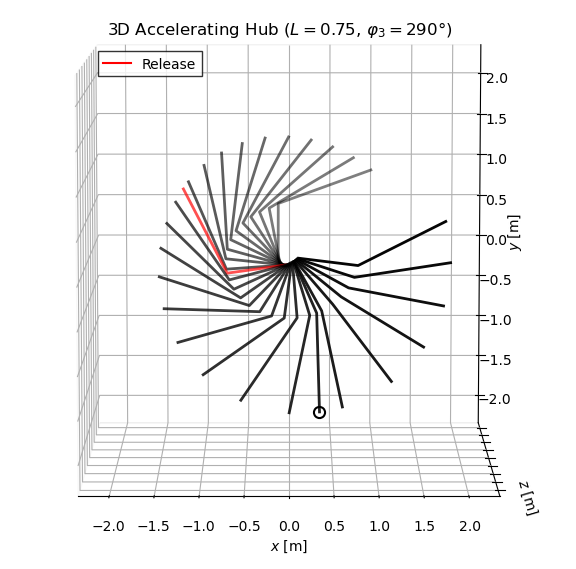 3D Accelerating Hub (L = 0.75, φ₃ = 290°)
Release
2.0
1.5
1.0
0.5
0.0
−0.5
−1.0
−1.5
−2.0
y [m]
z [m]
−2.0 −1.5 −1.0 −0.5 0.0 0.5 1.0 1.5 2.0
x [m]